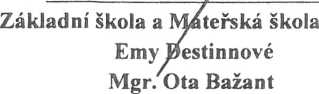 Základní škola a Mateřská škola
Emy Destinnové
Mgr. Ota Bažant